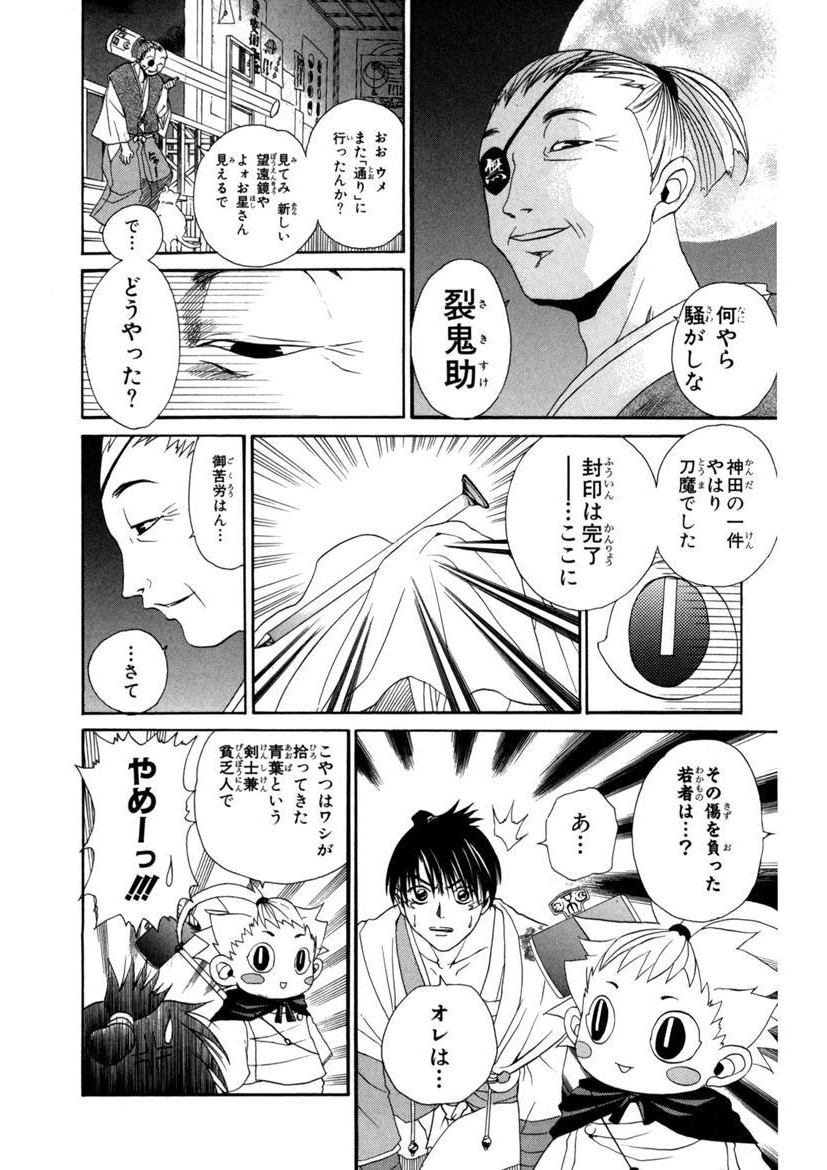 何やら
騒がしな
裂鬼助
おお ウメ
また「通り」に
行ったんか?
見てみ 新しい
望遠鏡や
よォお星さん
見えるで
で…
どうやった?
神田の一件
やはり
刀魔でした
封印は完了
――…ここに
御苦労はん…
…さて
その傷を負った
若者は…?
あ…
オレは…
こやつはワシが
拾ってきた
青葉という
剣士兼
貧乏人で
やめーっ!!!